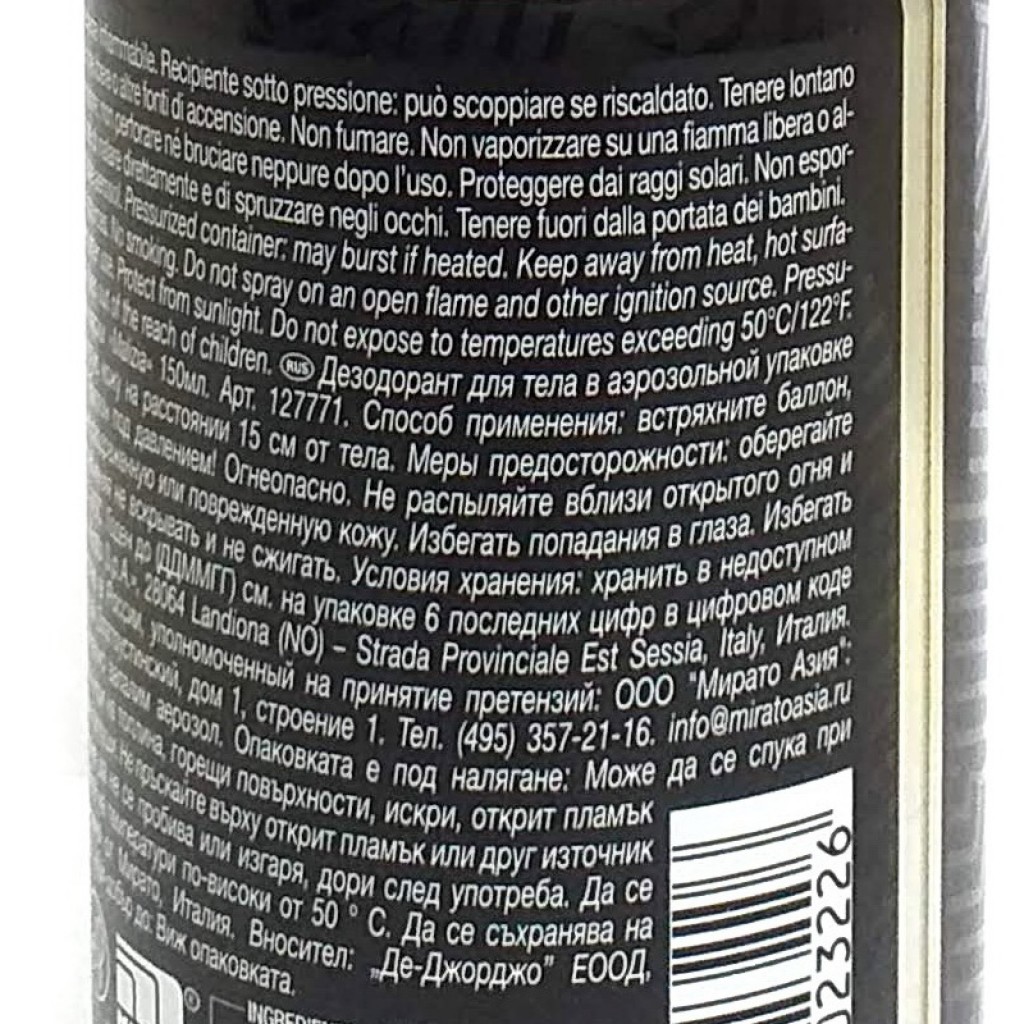 infiammabile. Recipiente sotto pressione: può scoppiare se riscaldato. Tenere lontano
o altre fonti di accensione. Non fumare. Non vaporizzare su una fiamma libera o al-
perforare né bruciare neppure dopo l'uso. Proteggere dai raggi solari. Non espor-
direttamente e di spruzzare negli occhi. Tenere fuori dalla portata dei bambini.
Pressurized container: may burst if heated. Keep away from heat, hot surfa-
No smoking. Do not spray on an open flame and other ignition source. Pressu-
Protect from sunlight. Do not expose to temperatures exceeding 50°C/122°F.
out of the reach of children. RUS Дезодорант для тела в аэрозольной упаковке
150мл. Арт. 127771. Способ применения: встряхните баллон,
кожу на расстоянии 15 см от тела. Меры предосторожности: оберегайте
под давлением! Огнеопасно. Не распыляйте вблизи открытого огня и
или поврежденную кожу. Избегать попадания в глаза. Избегать
не вскрывать и не сжигать. Условия хранения: хранить в недоступном
до (ДДММГГ) см. на упаковке 6 последних цифр в цифровом коде
28064 Landiona (NO) – Strada Provinciale Est Sessia, Italy, Италия.
России, уполномоченный на принятие претензий: ООО "Мирато Азия":
дом 1, строение 1. Тел. (495) 357-21-16. info@miratoasia.ru
аерозол. Опаковката е под налягане: Може да се спука при
горещи повърхности, искри, открит пламък
не пръскайте върху открит пламък или друг източник
не се пробива или изгаря, дори след употреба. Да се
температури по-високи от 50 ° C. Да се съхранява на
от Мирато, Италия. Вносител: „Де-Джорджо” ЕООД,
до: Виж опаковката.
023226